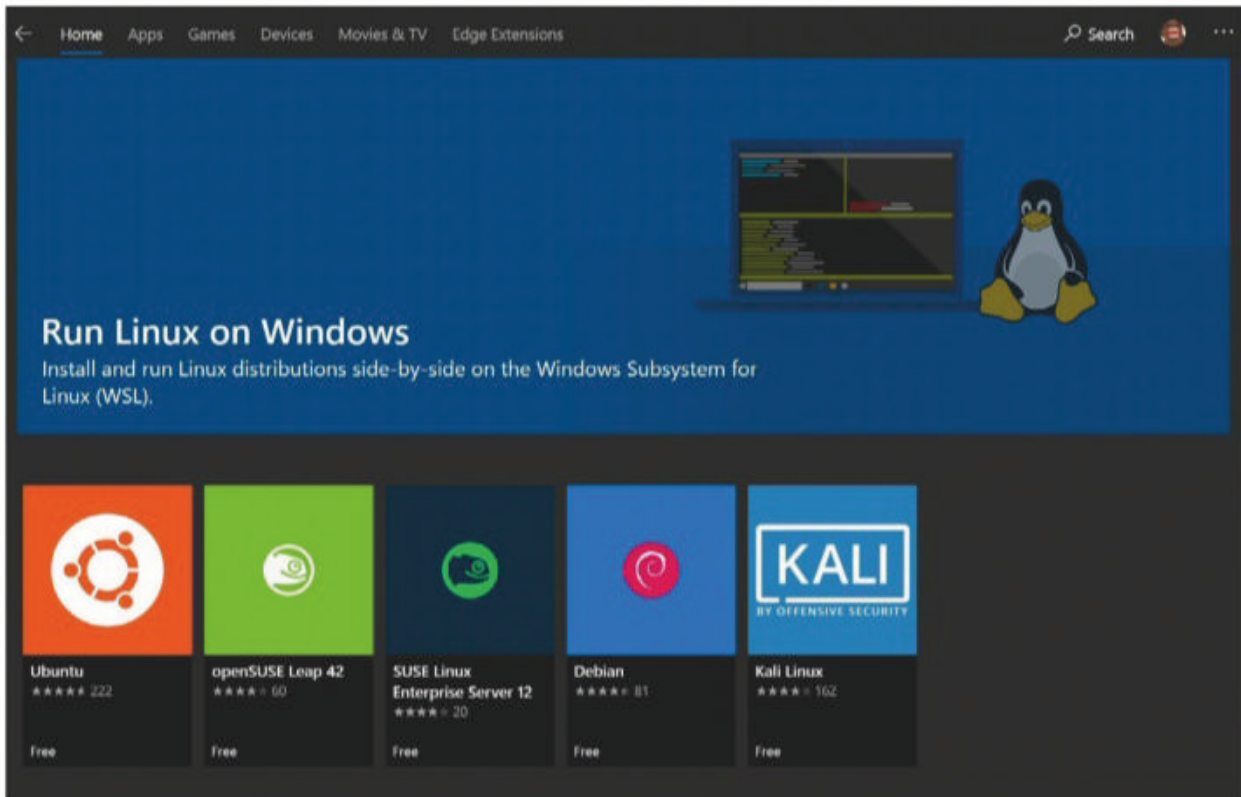 Home Apps Games Devices Movies & TV Edge Extensions Search
Run Linux on Windows
Install and run Linux distributions side-by-side on the Windows Subsystem for
Linux (WSL).
KALI
BY OFFENSIVE SECURITY
Ubuntu
222
Free
openSUSE Leap 42
60
Free
SUSE Linux
Enterprise Server 12
20
Free
Debian
81
Free
Kali Linux
162
Free